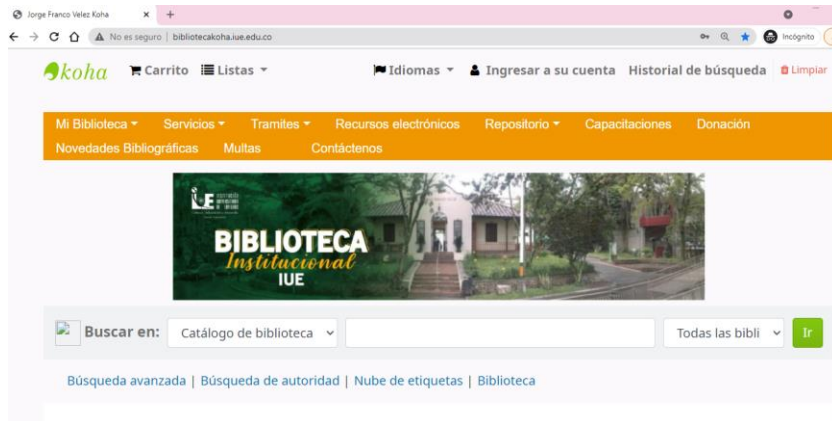 Jorge Franco Velez Koha
No es seguro | bibliotecakoha.iue.edu.co
Incógnito
koha Carrito Listas Idiomas Ingresar a su cuenta Historial de búsqueda Limpiar
Mi Biblioteca Servicios Tramites Recursos electrónicos Repositorio Capacitaciones Donación
Novedades Bibliográficas Multas Contáctenos
IUE
BIBLIOTECA
Institucional
IUE
Buscar en: Catálogo de biblioteca Todas las bibli Ir
Búsqueda avanzada | Búsqueda de autoridad | Nube de etiquetas | Biblioteca